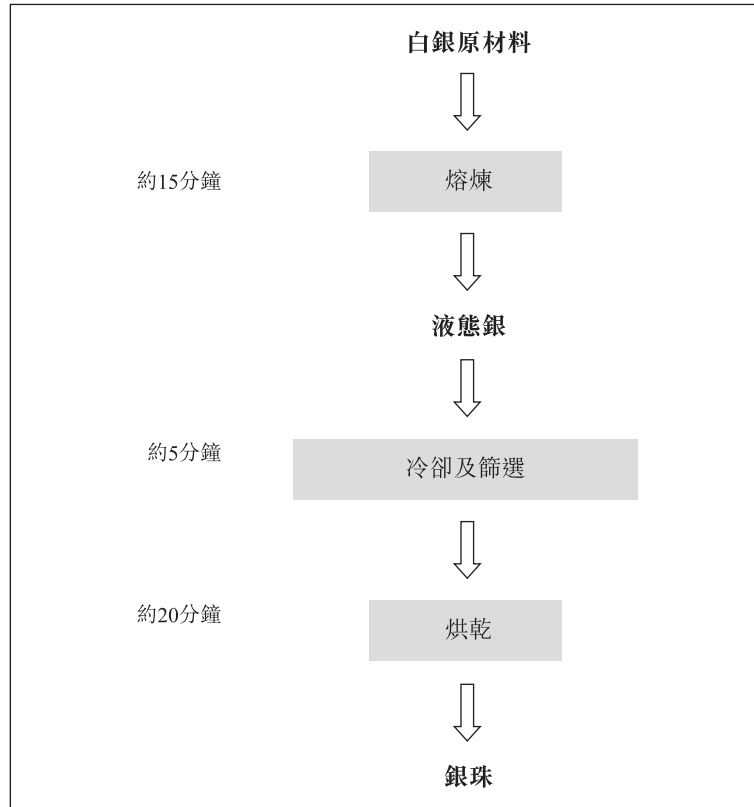 白銀原材料
約15分鐘
熔煉
液態銀
約5分鐘
冷卻及篩選
約20分鐘
烘乾
銀珠